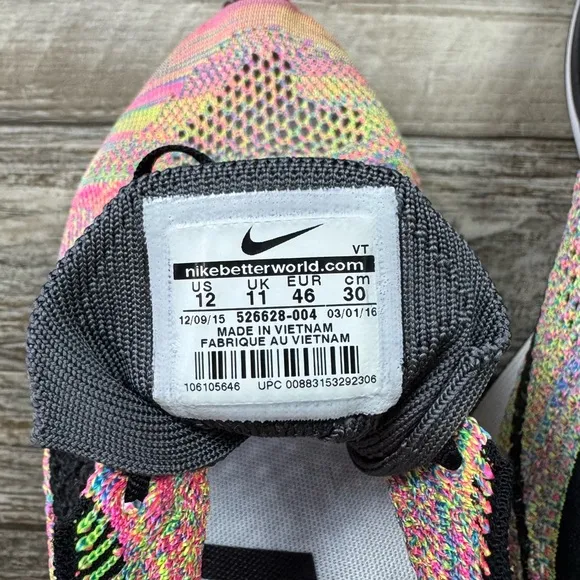 VT
nikebetterworld.com
US UK EUR cm
12 11 46 30
12/09/15 526628-004 03/01/16
MADE IN VIETNAM
FABRIQUE AU VIETNAM
106105646 UPC 00883153292306